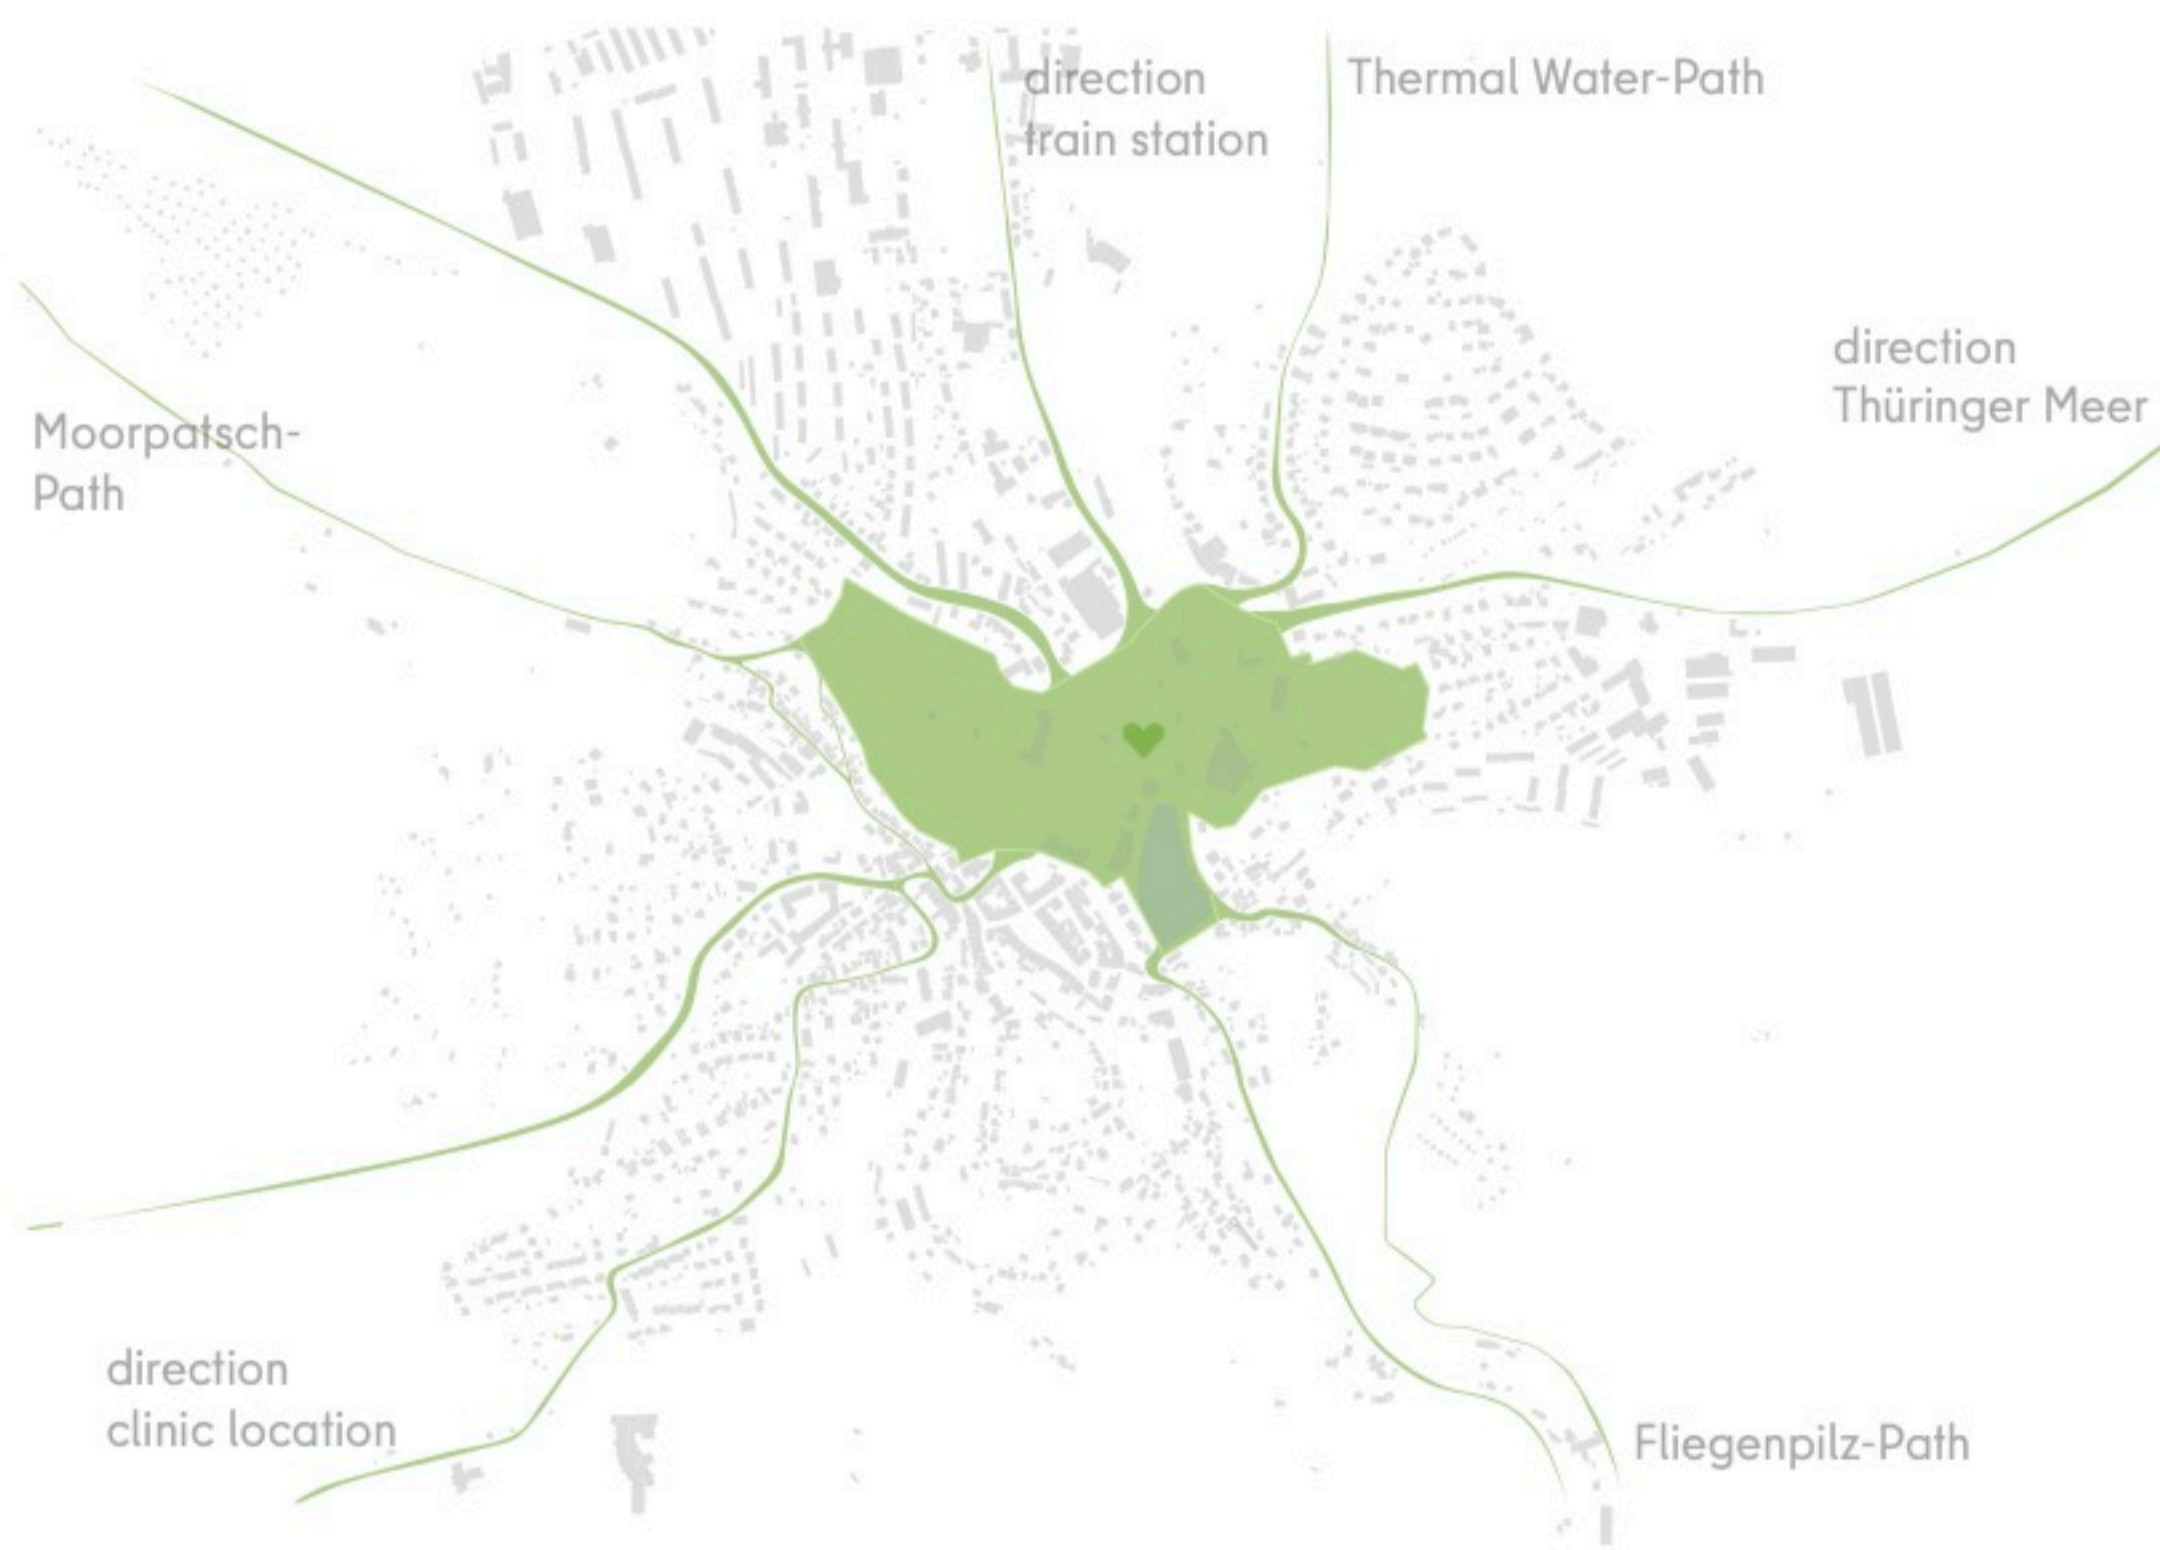 direction
train station
Thermal Water-Path
direction
Thüringer Meer
Moorpatsch-
Path
direction
clinic location
Fliegenpilz-Path